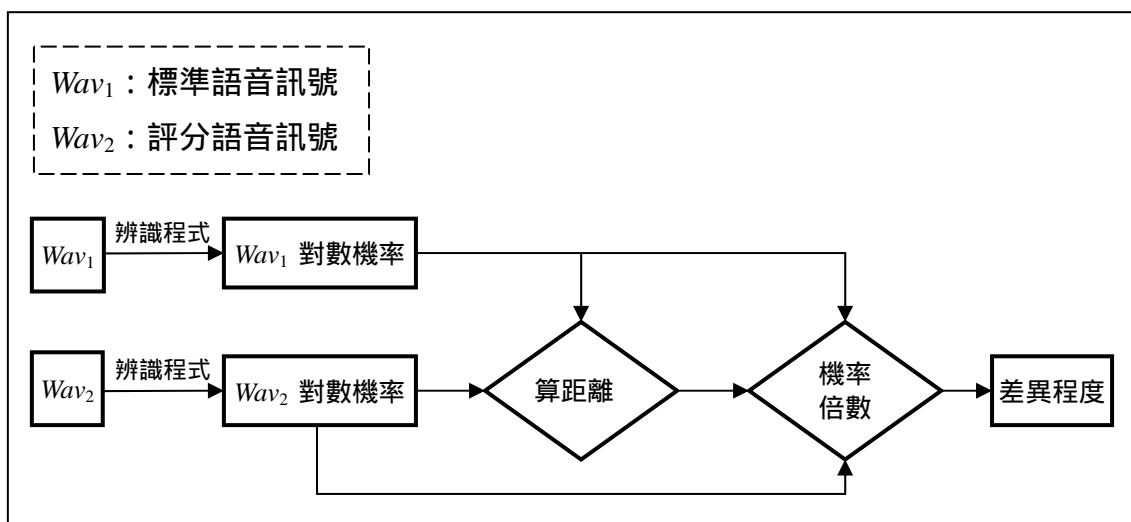 Wav1：標準語音訊號
Wav2：評分語音訊號
Wav1
辨識程式
Wav1 對數機率
Wav2
辨識程式
Wav2 對數機率
算距離
機率
倍數
差異程度